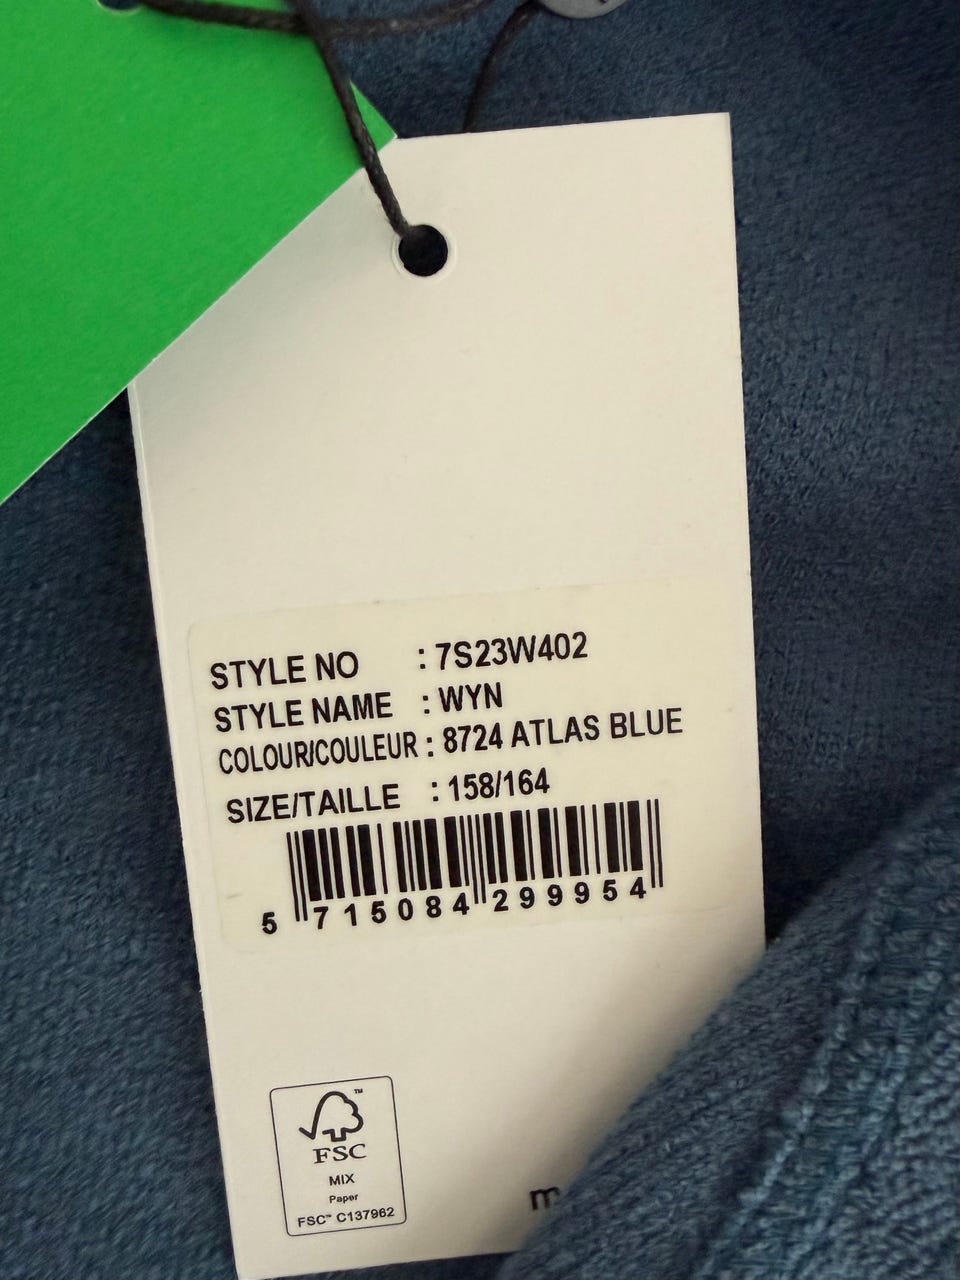 STYLE NO : 7S23W402
STYLE NAME : WYN
COLOUR/COULEUR : 8724 ATLAS BLUE
SIZE/TAILLE : 158/164
5 715084 299954
FSC
MIX
Paper
FSC™ C137962